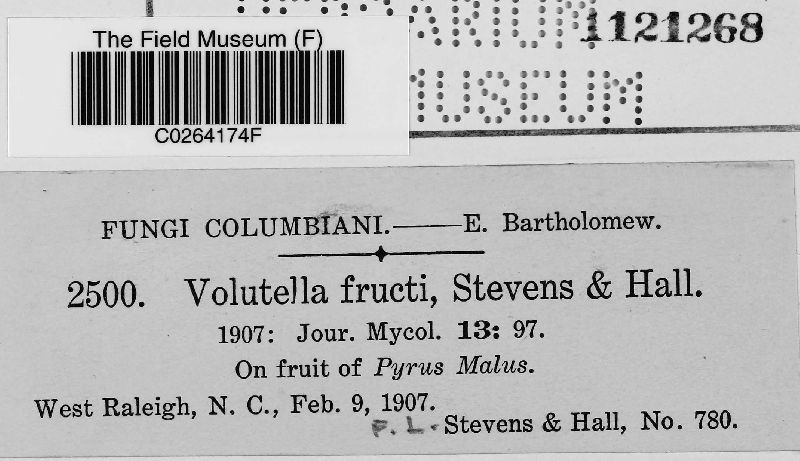 The Field Museum (F)
C0264174F
1121268
MUSEUM
FUNGI COLUMBIANI.——E. Bartholomew.
2500. Volutella fructi, Stevens & Hall.
1907: Jour. Mycol. 13: 97.
On fruit of Pyrus Malus.
West Raleigh, N. C., Feb. 9, 1907.
F. L. Stevens & Hall, No. 780.